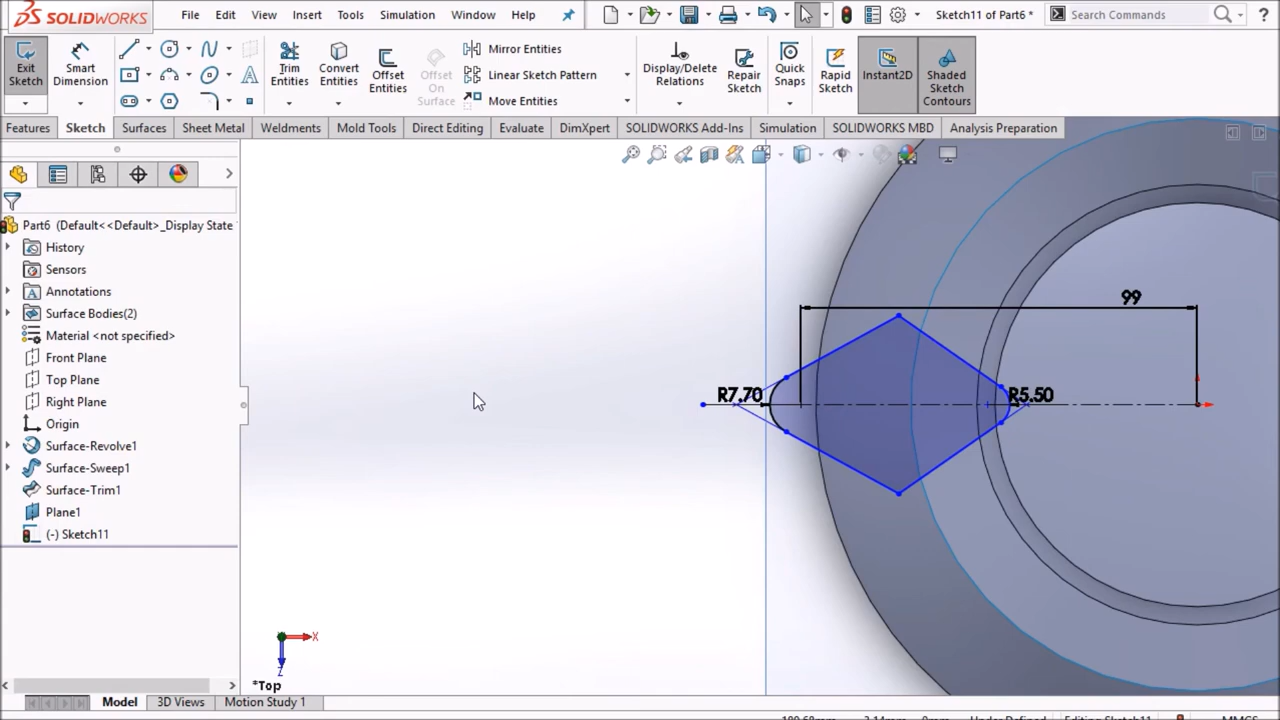 SOLIDWORKS
File Edit View Insert Tools Simulation Window Help
Sketch11 of Part6 *
Search Commands
Exit Sketch
Smart Dimension
Trim Entities
Convert Entities
Offset Entities
Offset On Surface
Mirror Entities
Linear Sketch Pattern
Move Entities
Display/Delete Relations
Repair Sketch
Quick Snaps
Rapid Sketch
Instant2D
Shaded Sketch Contours
Features Sketch Surfaces Sheet Metal Weldments Mold Tools Direct Editing Evaluate DimXpert SOLIDWORKS Add-Ins Simulation SOLIDWORKS MBD Analysis Preparation
Part6 (Default<<Default>_Display State
History
Sensors
Annotations
Surface Bodies(2)
Material <not specified>
Front Plane
Top Plane
Right Plane
Origin
Surface-Revolve1
Surface-Sweep1
Surface-Trim1
Plane1
(-) Sketch11
99
R7.70
R5.50
X
Z
*Top
Model 3D Views Motion Study 1